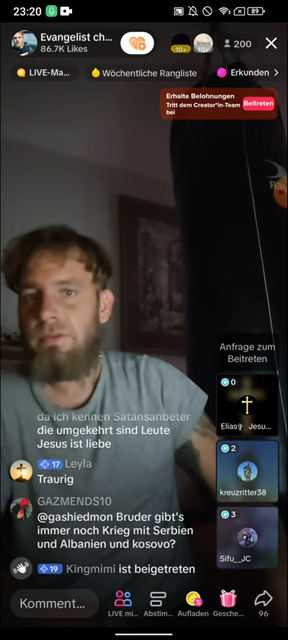 23:20
89
Evangelist ch...
86.7K Likes
10+
200
LIVE-Ma...
Wöchentliche Rangliste
Erkunden
Erhalte Belohnungen
Tritt dem Creator*in-Team
bei
Beitreten
Anfrage zum
Beitreten
0
Elias Jesu...
2
kreuzritter38
3
Sifu__JC
da ich kennen Satansanbeter
die umgekehrt sind Leute
Jesus ist liebe
17 Leyla
Traurig
GAZMENDS10
@gashiedmon Bruder gibt's
immer noch Krieg mit Serbien
und Albanien und kosovo?
19 Kingmimi ist beigetreten
Komment...
LIVE mi...
Abstim...
Aufladen
Gesche...
96